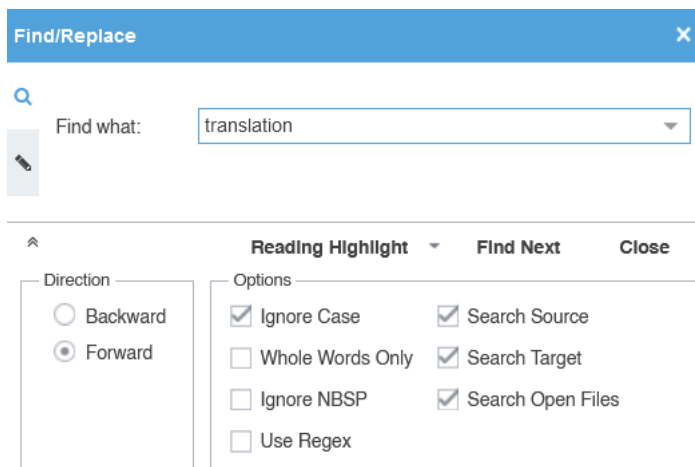 Find/Replace
Find what: translation
Reading Highlight Find Next Close
Direction Options
Backward Ignore Case Search Source
Forward Whole Words Only Search Target
Ignore NBSP Search Open Files
Use Regex